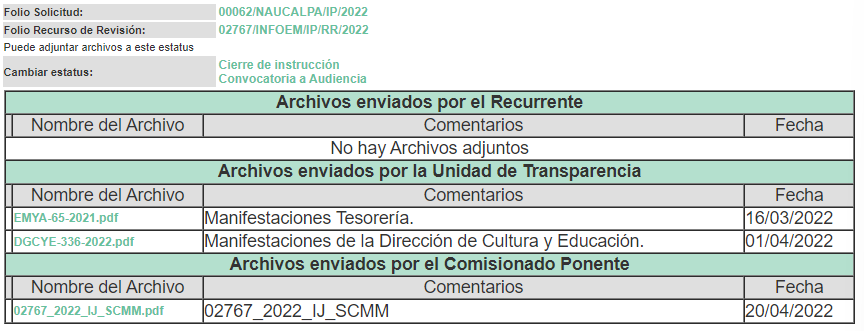 Folio Solicitud: 00062/NAUCALPA/IP/2022
Folio Recurso de Revisión: 02767/INFOEM/IP/RR/2022
Puede adjuntar archivos a este estatus
Cambiar estatus: Cierre de instrucción
Convocatoria a Audiencia
Archivos enviados por el Recurrente
Nombre del Archivo Comentarios Fecha
No hay Archivos adjuntos
Archivos enviados por la Unidad de Transparencia
Nombre del Archivo Comentarios Fecha
EMYA-65-2021.pdf Manifestaciones Tesorería. 16/03/2022
DGCYE-336-2022.pdf Manifestaciones de la Dirección de Cultura y Educación. 01/04/2022
Archivos enviados por el Comisionado Ponente
Nombre del Archivo Comentarios Fecha
02767_2022_IJ_SCMM.pdf 02767_2022_IJ_SCMM 20/04/2022